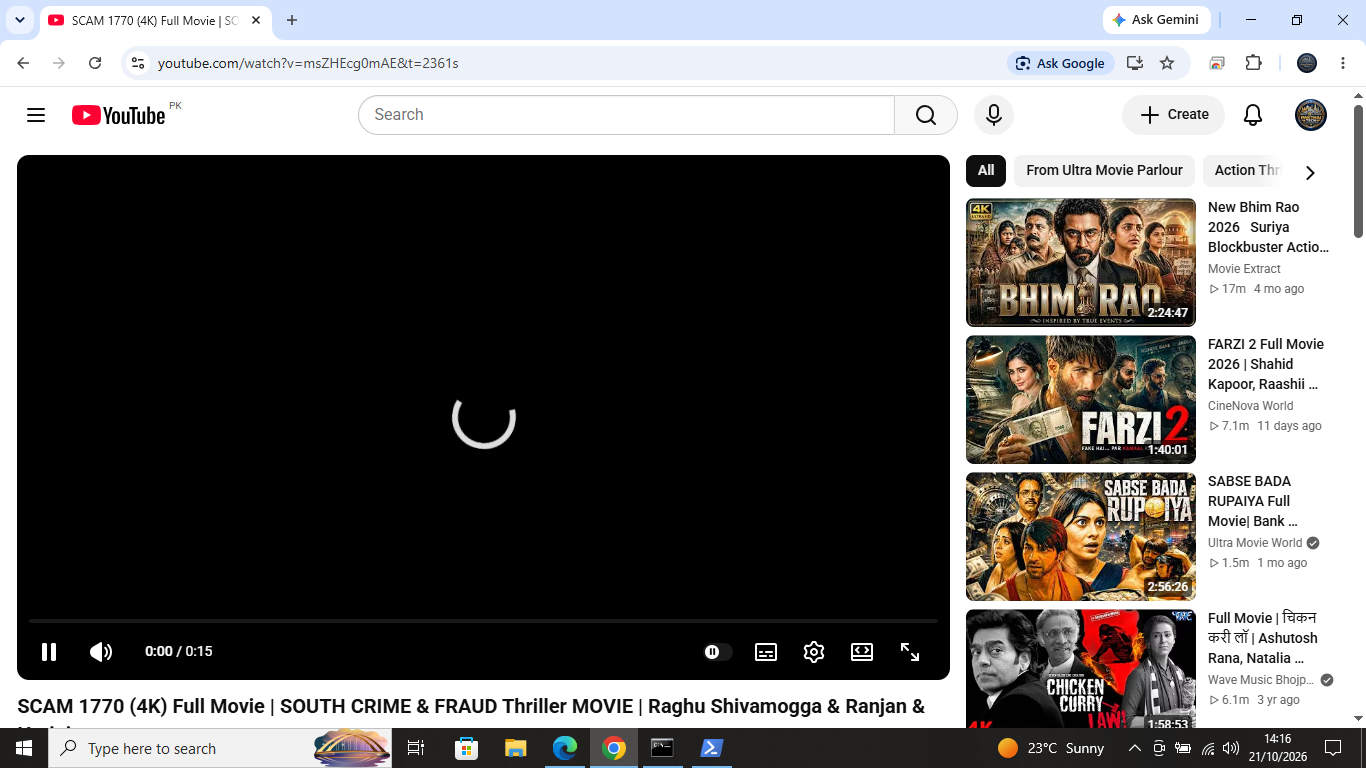 SCAM 1770 (4K) Full Movie | SO
Ask Gemini
youtube.com/watch?v=msZHEcg0mAE&t=2361s
Ask Google
YouTube PK
Search
Create
All
From Ultra Movie Parlour
Action Thr
4K
BHIM RAO
INSPIRED BY TRUE EVENTS
2:24:47
New Bhim Rao
2026 Suriya
Blockbuster Actio…
Movie Extract
17m 4 mo ago
FARZI 2
1:40:01
FARZI 2 Full Movie
2026 | Shahid
Kapoor, Raashii …
CineNova World
7.1m 11 days ago
SABSE BADA
RUPAIYA
2:56:26
SABSE BADA
RUPAIYA Full
Movie| Bank …
Ultra Movie World
1.5m 1 mo ago
WAVE
CHICKEN
CURRY
LAW
4K
1:58:53
Full Movie | चिकन
करी लॉ | Ashutosh
Rana, Natalia …
Wave Music Bhojp…
6.1m 3 yr ago
0:00 / 0:15
SCAM 1770 (4K) Full Movie | SOUTH CRIME & FRAUD Thriller MOVIE | Raghu Shivamogga & Ranjan &
Type here to search
23°C Sunny
14:16
21/10/2026